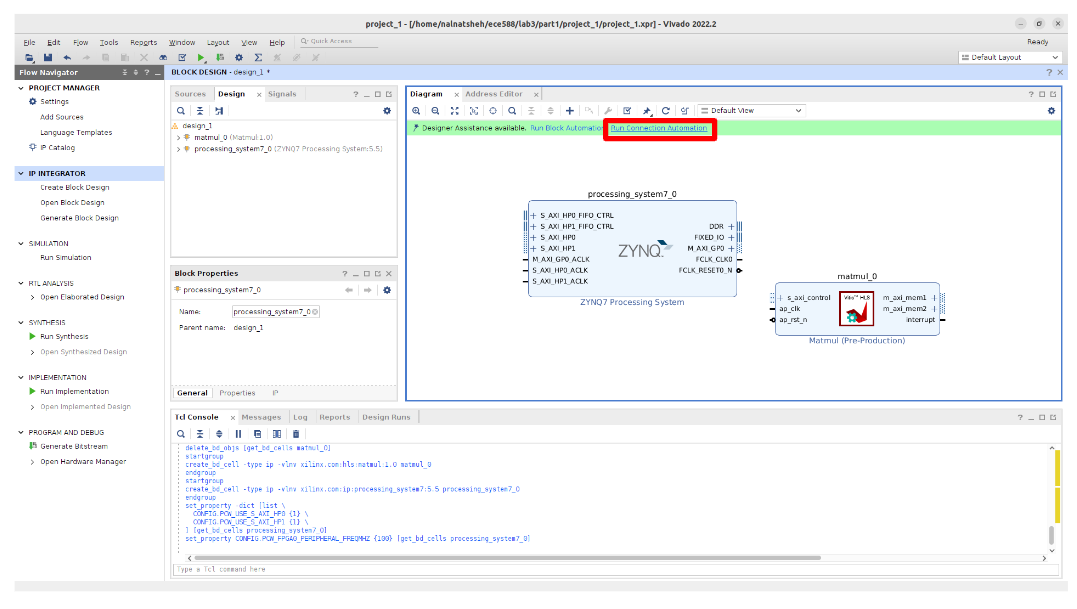 project_1 - [/home/nalnatsheh/ece588/lab3/part1/project_1/project_1.xpr] - Vivado 2022.2
File Edit Flow Tools Reports Window Layout View Help Quick Access
Ready
Default Layout
Flow Navigator
PROJECT MANAGER
Settings
Add Sources
Language Templates
IP Catalog
IP INTEGRATOR
Create Block Design
Open Block Design
Generate Block Design
SIMULATION
Run Simulation
RTL ANALYSIS
Open Elaborated Design
SYNTHESIS
Run Synthesis
Open Synthesized Design
IMPLEMENTATION
Run Implementation
Open Implemented Design
PROGRAM AND DEBUG
Generate Bitstream
Open Hardware Manager
BLOCK DESIGN - design_1 *
Sources Design Signals
design_1
matmul_0 (Matmul:1.0)
processing_system7_0 (ZYNQ7 Processing System:5.5)
Block Properties
processing_system7_0
Name: processing_system7_0
Parent name: design_1
General Properties IP
Diagram Address Editor
Default View
Designer Assistance available. Run Block Automation Run Connection Automation
processing_system7_0
S_AXI_HP0_FIFO_CTRL
S_AXI_HP1_FIFO_CTRL
S_AXI_HP0
S_AXI_HP1
M_AXI_GP0_ACLK
S_AXI_HP0_ACLK
S_AXI_HP1_ACLK
ZYNQ
DDR
FIXED_IO
M_AXI_GP0
FCLK_CLK0
FCLK_RESET0_N
ZYNQ7 Processing System
matmul_0
s_axi_control
ap_clk
ap_rst_n
Vitis™ HLS
m_axi_mem1
m_axi_mem2
interrupt
Matmul (Pre-Production)
Tcl Console Messages Log Reports Design Runs
delete_bd_objs [get_bd_cells matmul_0]
startgroup
create_bd_cell -type ip -vlnv xilinx.com:hls:matmul:1.0 matmul_0
endgroup
startgroup
create_bd_cell -type ip -vlnv xilinx.com:ip:processing_system7:5.5 processing_system7_0
endgroup
set_property -dict [list \
CONFIG.PCW_USE_S_AXI_HP0 {1} \
CONFIG.PCW_USE_S_AXI_HP1 {1} \
] [get_bd_cells processing_system7_0]
set_property CONFIG.PCW_FPGA0_PERIPHERAL_FREQMHZ {100} [get_bd_cells processing_system7_0]
Type a Tcl command here